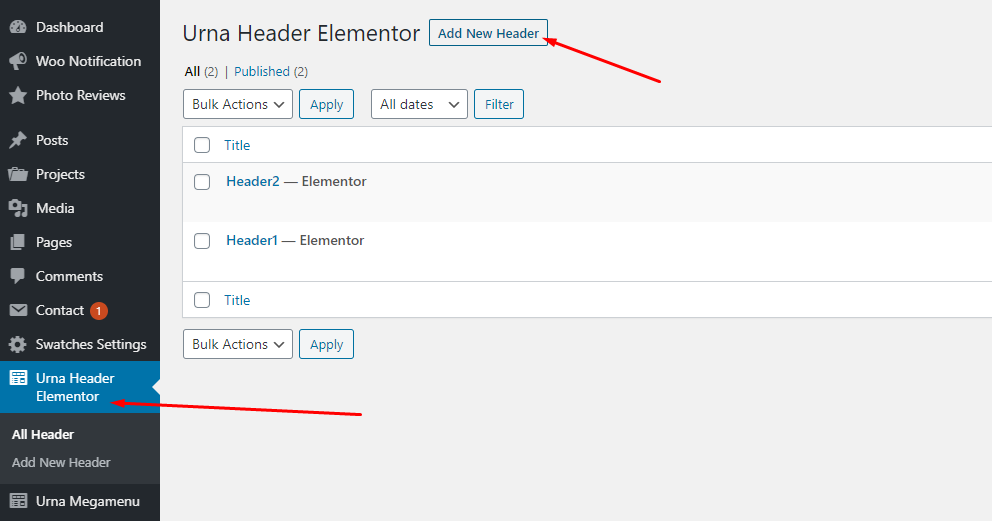 Dashboard
Woo Notification
Photo Reviews
Posts
Projects
Media
Pages
Comments
Contact 1
Swatches Settings
Urna Header
Elementor
All Header
Add New Header
Urna Megamenu
Urna Header Elementor Add New Header
All (2) | Published (2)
Bulk Actions Apply All dates Filter
Title
Header2 — Elementor
Header1 — Elementor
Title
Bulk Actions Apply